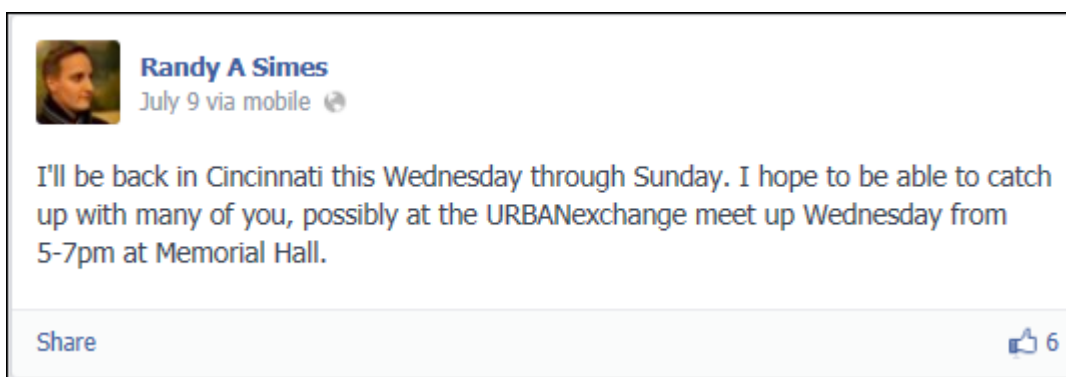 Randy A Simes
July 9 via mobile
I'll be back in Cincinnati this Wednesday through Sunday. I hope to be able to catch
up with many of you, possibly at the URBANexchange meet up Wednesday from
5-7pm at Memorial Hall.
Share 6